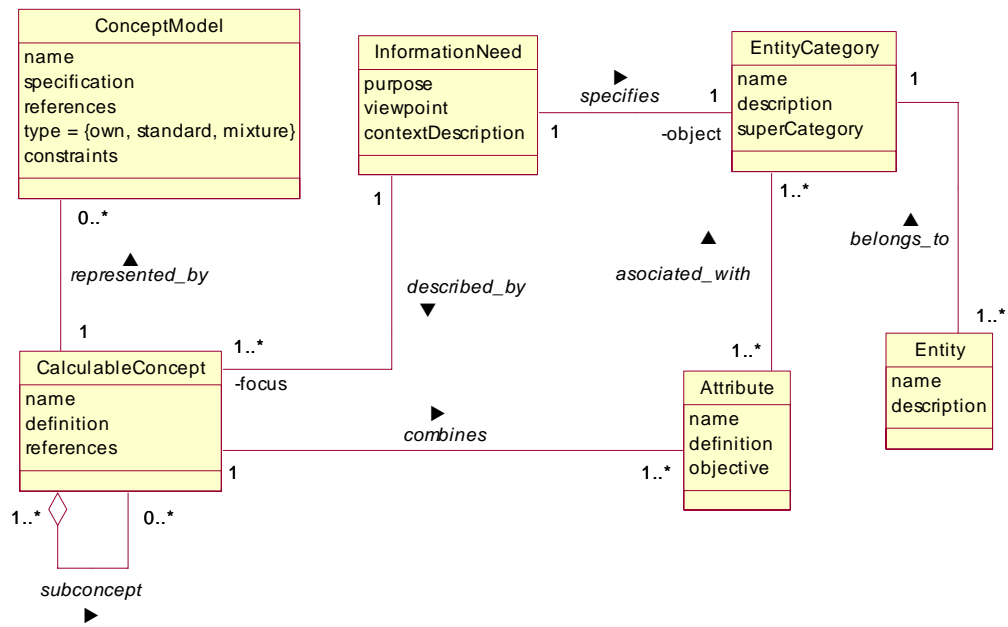 ConceptModel
name
specification
references
type = {own, standard, mixture}
constraints
InformationNeed
purpose
viewpoint
contextDescription
EntityCategory
name
description
superCategory
▶
specifies
1
1
-object
1
0..*
▲
represented_by
1
1
described_by
▼
1..*
-focus
1..*
▲
asociated_with
1..*
▲
belongs_to
1..*
CalculableConcept
name
definition
references
▶
combines
1
1..*
Attribute
name
definition
objective
Entity
name
description
1..*
0..*
subconcept
▶